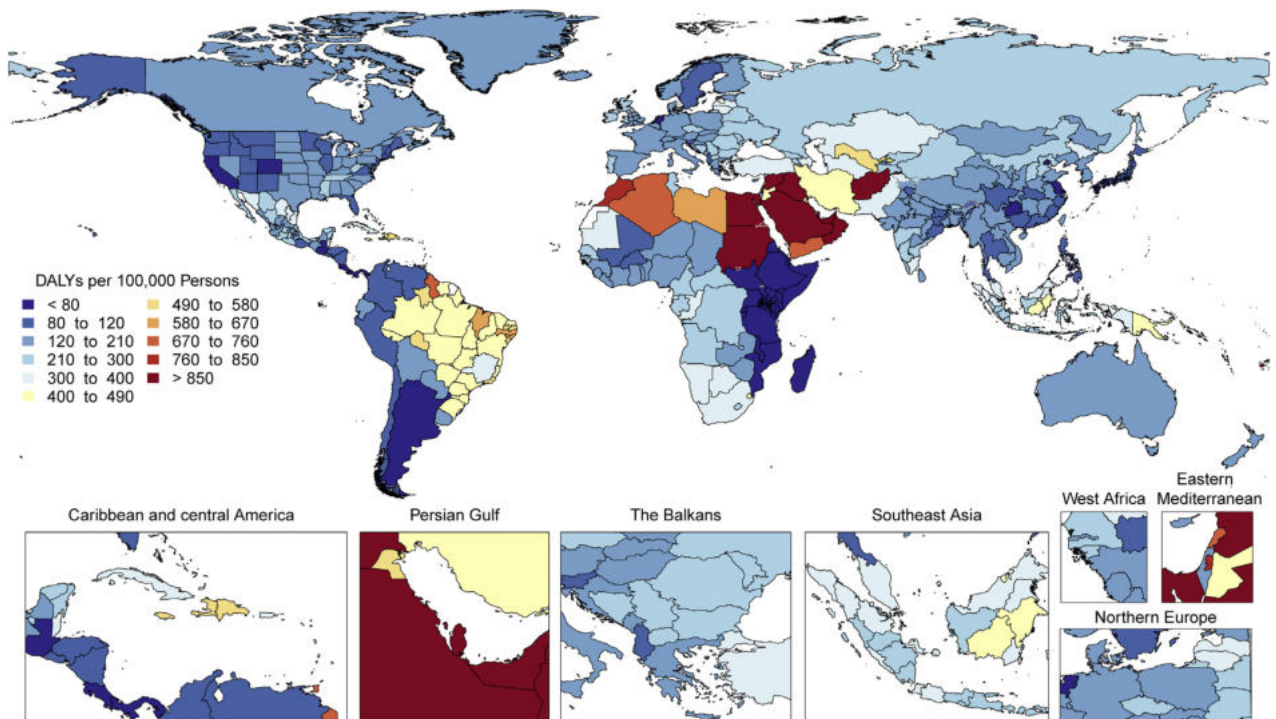 DALYs per 100,000 Persons
< 80
80 to 120
120 to 210
210 to 300
300 to 400
400 to 490
490 to 580
580 to 670
670 to 760
760 to 850
> 850
Caribbean and central America
Persian Gulf
The Balkans
Southeast Asia
West Africa
Eastern
Mediterranean
Northern Europe